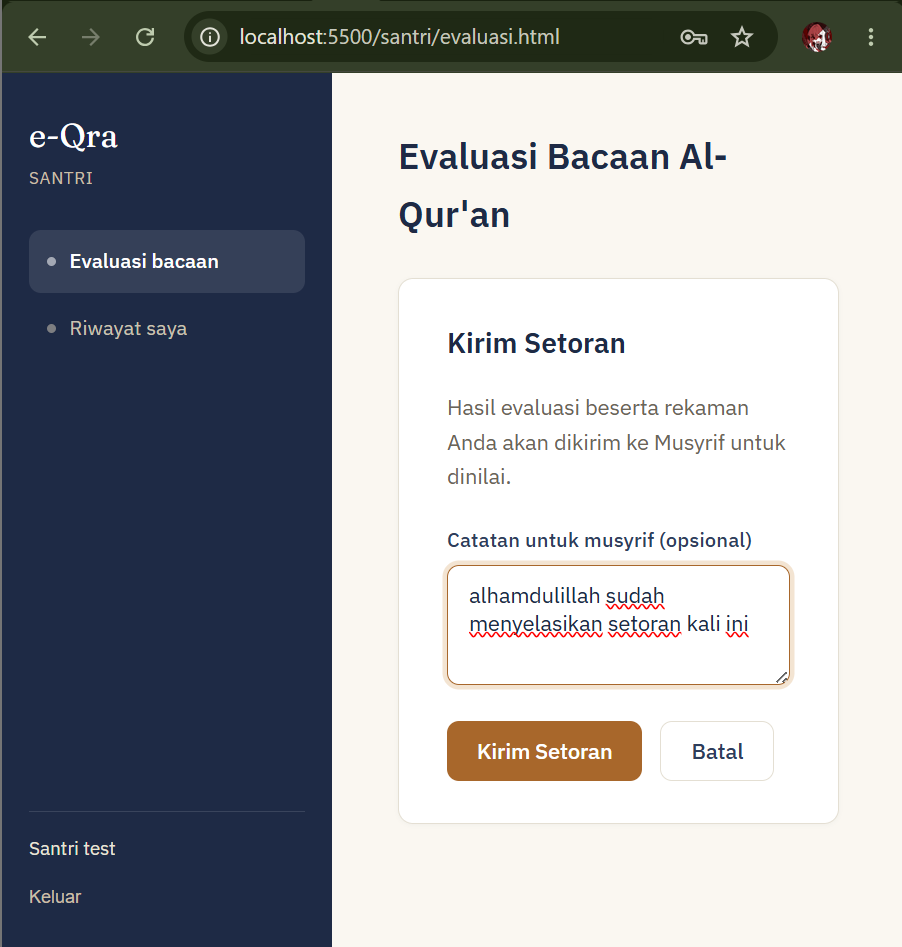 localhost:5500/santri/evaluasi.html
e-Qra
SANTRI
Evaluasi bacaan
Riwayat saya
Santri test
Keluar
Evaluasi Bacaan Al-
Qur'an
Kirim Setoran
Hasil evaluasi beserta rekaman
Anda akan dikirim ke Musyrif untuk
dinilai.
Catatan untuk musyrif (opsional)
alhamdulillah sudah
menyelasikan setoran kali ini
Kirim Setoran
Batal